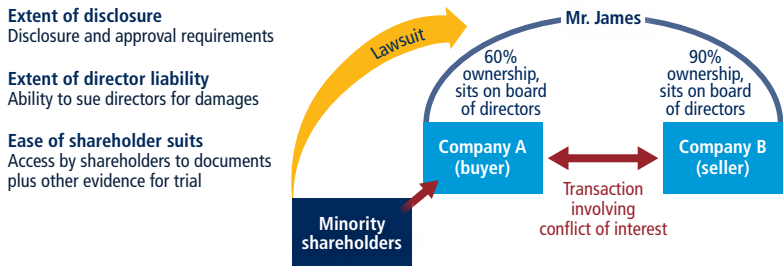 Extent of disclosure
Disclosure and approval requirements
Extent of director liability
Ability to sue directors for damages
Ease of shareholder suits
Access by shareholders to documents
plus other evidence for trial
Lawsuit
Mr. James
60%
ownership,
sits on board
of directors
90%
ownership,
sits on board
of directors
Company A
(buyer)
Company B
(seller)
Transaction
involving
conflict of interest
Minority
shareholders